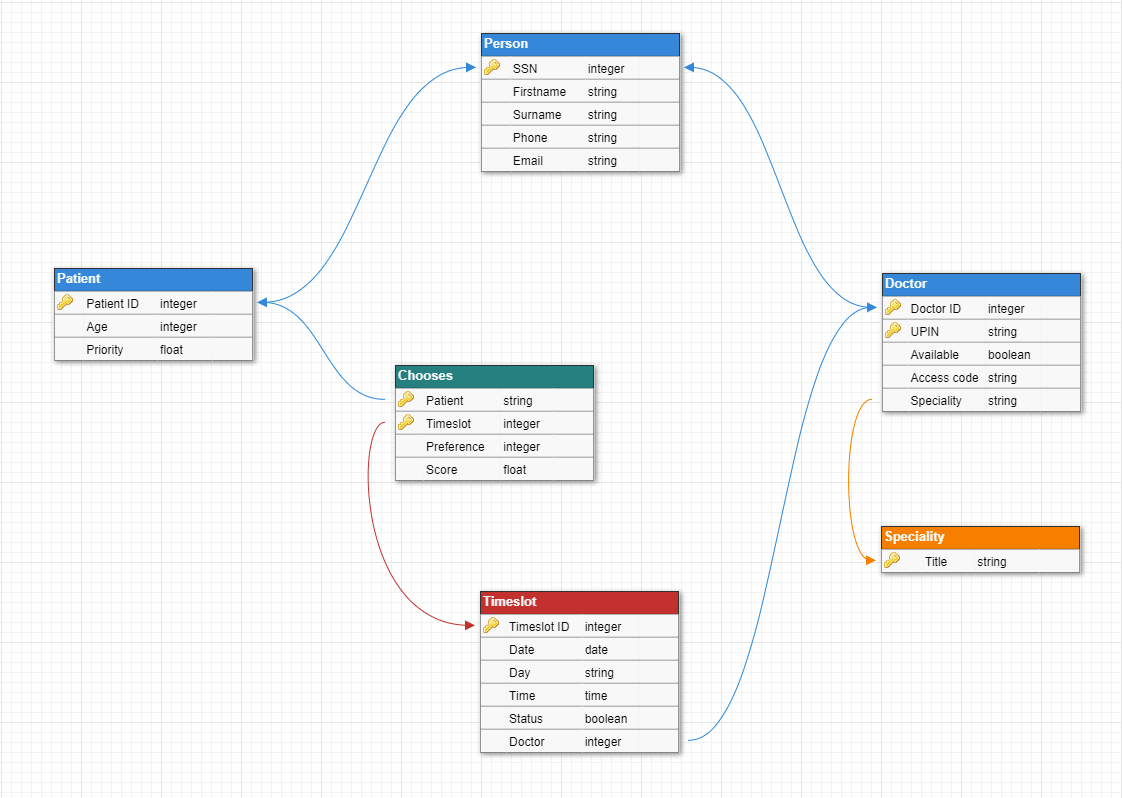 Person
SSN integer
Firstname string
Surname string
Phone string
Email string
Patient
Patient ID integer
Age integer
Priority float
Doctor
Doctor ID integer
UPIN string
Available boolean
Access code string
Speciality string
Chooses
Patient string
Timeslot integer
Preference integer
Score float
Speciality
Title string
Timeslot
Timeslot ID integer
Date date
Day string
Time time
Status boolean
Doctor integer